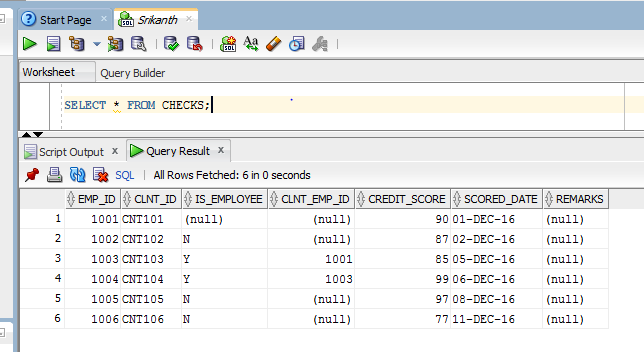 Start Page Srikanth
Worksheet Query Builder
SELECT * FROM CHECKS;
Script Output x Query Result x
SQL | All Rows Fetched: 6 in 0 seconds
EMP_ID CLNT_ID IS_EMPLOYEE CLNT_EMP_ID CREDIT_SCORE SCORED_DATE REMARKS
1 1001 CNT101 (null) (null) 90 01-DEC-16 (null)
2 1002 CNT102 N (null) 87 02-DEC-16 (null)
3 1003 CNT103 Y 1001 85 05-DEC-16 (null)
4 1004 CNT104 Y 1003 99 06-DEC-16 (null)
5 1005 CNT105 N (null) 97 08-DEC-16 (null)
6 1006 CNT106 N (null) 77 11-DEC-16 (null)